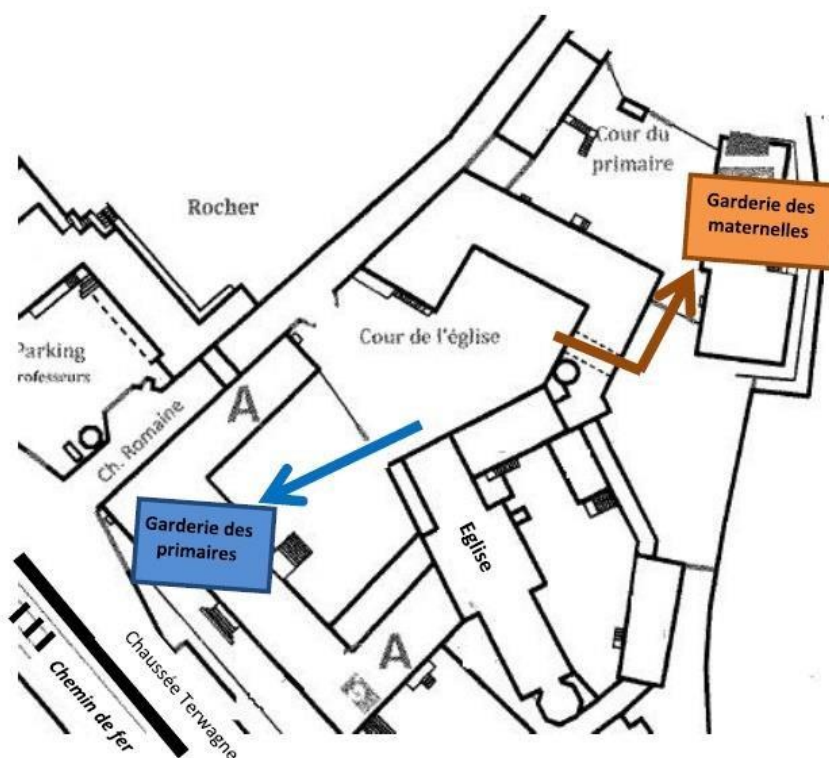 Cour du
primaire
Garderie des
maternelles
Rocher
Cour de l'église
Parking
rofesseurs
A
Ch. Romaine
Garderie des
primaires
Eglise
A
Chaussée Terwagne
Chemin de fer